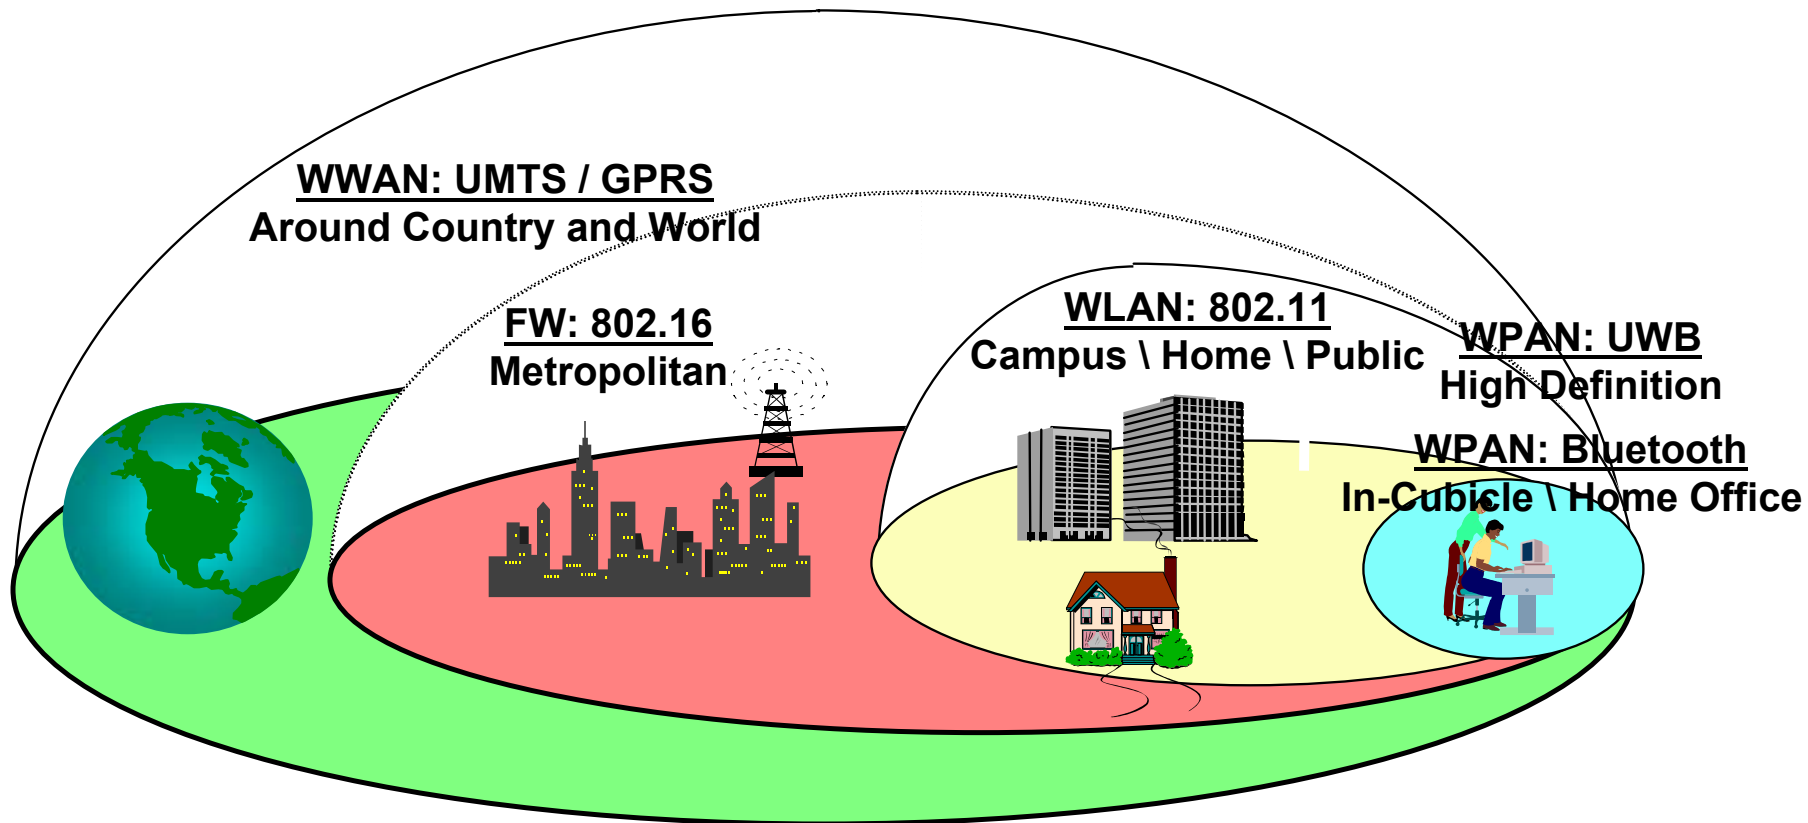 WWAN: UMTS / GPRS
Around Country and World
FW: 802.16
Metropolitan
WLAN: 802.11
Campus \ Home \ Public
WPAN: UWB
High Definition
WPAN: Bluetooth
In-Cubicle \ Home Office